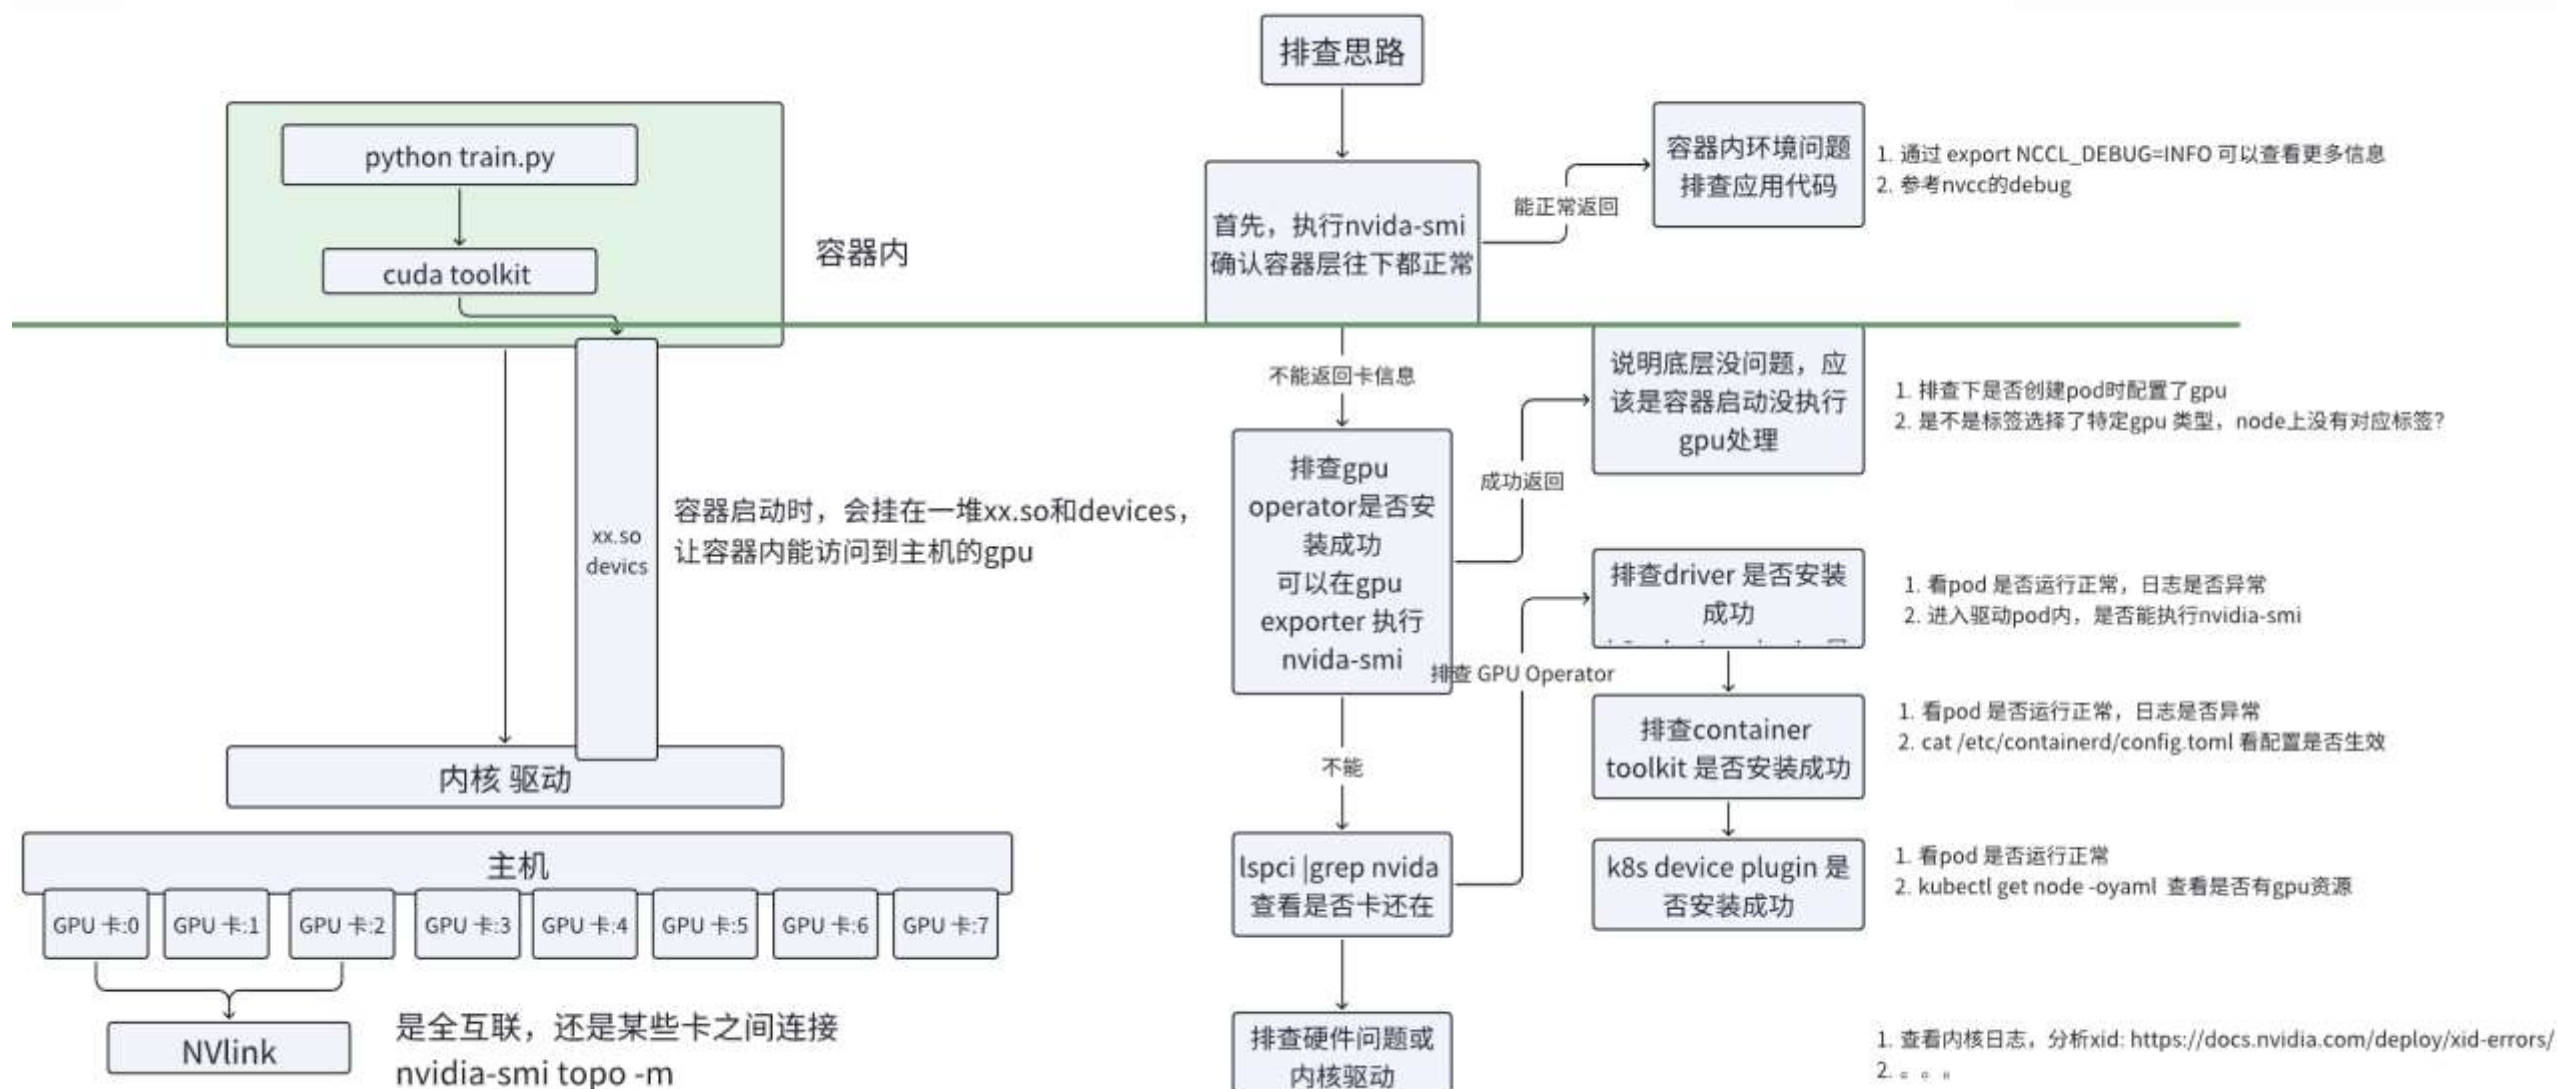 排查思路
python train.py
cuda toolkit
容器内
首先，执行nvida-smi
确认容器层往下都正常
能正常返回
容器内环境问题
排查应用代码
1. 通过 export NCCL_DEBUG=INFO 可以查看更多信息
2. 参考nvcc的debug
xx.so
devics
容器启动时，会挂在一堆xx.so和devices，
让容器内能访问到主机的gpu
内核 驱动
主机
GPU 卡:0
GPU 卡:1
GPU 卡:2
GPU 卡:3
GPU 卡:4
GPU 卡:5
GPU 卡:6
GPU 卡:7
NVlink
是全互联，还是某些卡之间连接
nvidia-smi topo -m
不能返回卡信息
排查gpu
operator是否安
装成功
可以在gpu
exporter 执行
nvida-smi
成功返回
说明底层没问题，应
该是容器启动没执行
gpu处理
1. 排查下是否创建pod时配置了gpu
2. 是不是标签选择了特定gpu 类型，node上没有对应标签？
不能
lspci |grep nvida
查看是否卡还在
排查 GPU Operator
排查driver 是否安装
成功
1. 看pod 是否运行正常，日志是否异常
2. 进入驱动pod内，是否能执行nvidia-smi
排查container
toolkit 是否安装成功
1. 看pod 是否运行正常，日志是否异常
2. cat /etc/containerd/config.toml 看配置是否生效
k8s device plugin 是
否安装成功
1. 看pod 是否运行正常
2. kubectl get node -oyaml 查看是否有gpu资源
排查硬件问题或
内核驱动
1. 查看内核日志，分析xid: https://docs.nvidia.com/deploy/xid-errors/
2. 。。。